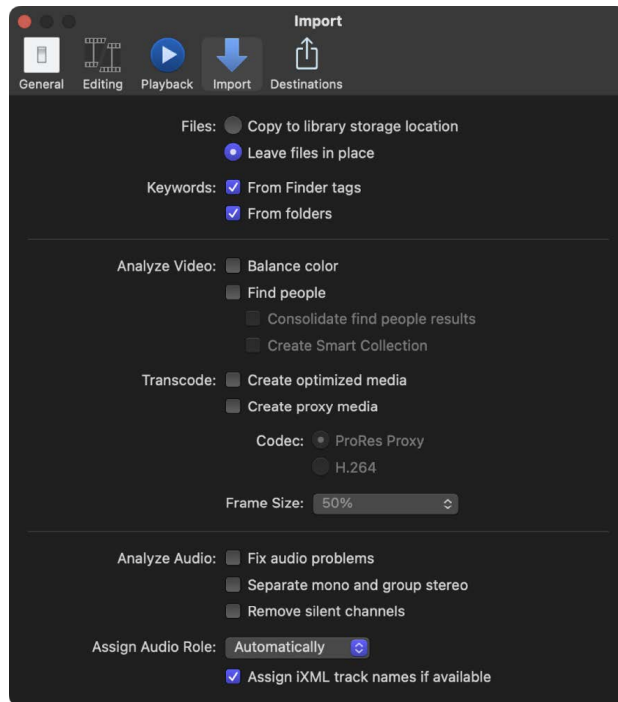 Import
General Editing Playback Import Destinations
Files: Copy to library storage location
Leave files in place
Keywords: From Finder tags
From folders
Analyze Video: Balance color
Find people
Consolidate find people results
Create Smart Collection
Transcode: Create optimized media
Create proxy media
Codec: ProRes Proxy
H.264
Frame Size: 50%
Analyze Audio: Fix audio problems
Separate mono and group stereo
Remove silent channels
Assign Audio Role: Automatically
Assign iXML track names if available